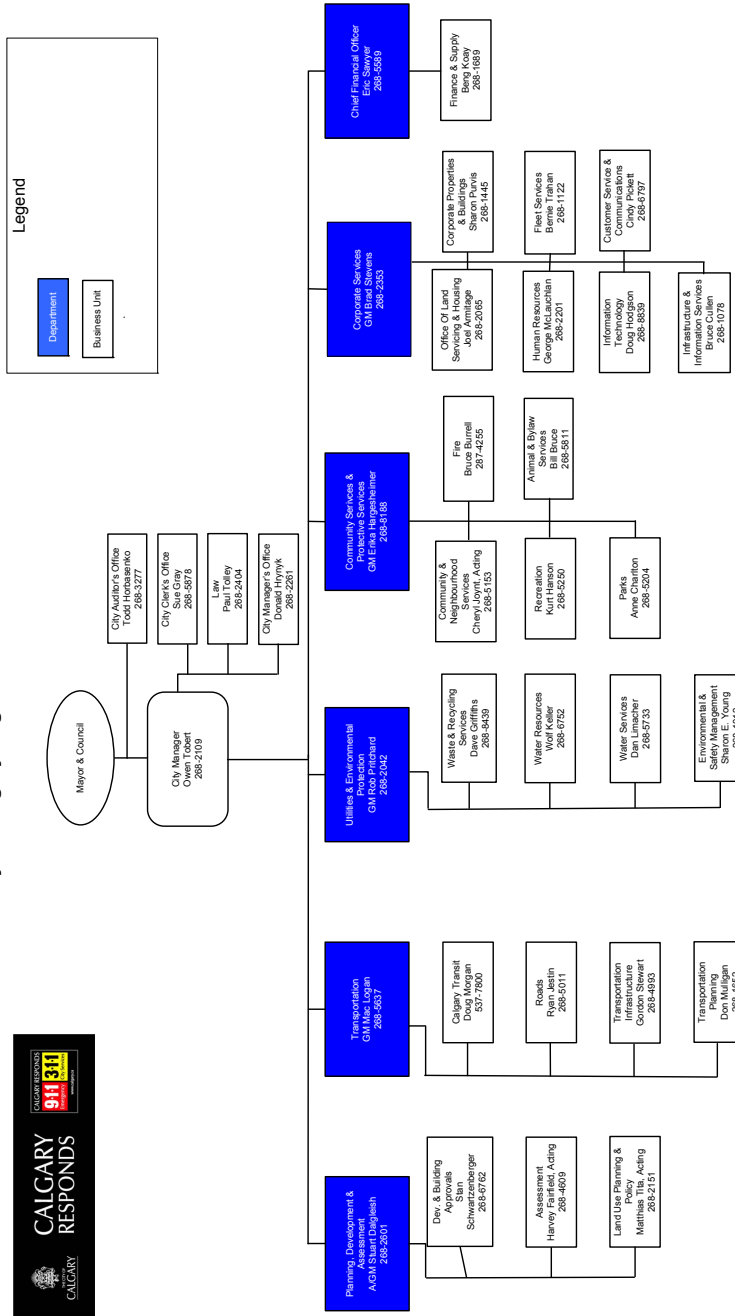 THE CITY OF
CALGARY
CALGARY
RESPONDS
CALGARY RESPONDS
911
Emergency
311
City Services
www.calgary.ca
Legend
Department
Business Unit
.
Mayor & Council
City Auditor's Office
Todd Horbasenko
268-3277
City Manager
Owen Tobert
268-2109
City Clerk's Office
Sue Gray
268-5878
Law
Paul Tolley
268-2404
City Manager's Office
Donald Hrynyk
268-2261
Planning, Development &
Assessment
A/GM Stuart Dalgleish
268-2601
Dev. & Building
Approvals
Stan
Schwartzenberger
268-6762
Assessment
Harvey Fairfield, Acting
268-4609
Land Use Planning &
Policy
Matthias Tita, Acting
268-2151
Transportation
GM Mac Logan
268-5637
Calgary Transit
Doug Morgan
537-7800
Roads
Ryan Jestin
268-5011
Transportation
Infrastructure
Gordon Stewart
268-4993
Transportation
Planning
Don Mulligan
Utilities & Environmental
Protection
GM Rob Pritchard
268-2042
Waste & Recycling
Services
Dave Griffiths
268-8439
Water Resources
Wolf Keller
268-6752
Water Services
Dan Limacher
268-5733
Environmental &
Safety Management
Sharon E. Young
Community Serivces &
Protective Services
GM Erika Hargesheimer
268-8188
Community &
Neighbourhood
Services
Cheryl Joynt, Acting
268-5153
Fire
Bruce Burrell
287-4255
Recreation
Kurt Hanson
268-5250
Animal & Bylaw
Services
Bill Bruce
268-5811
Parks
Anne Charlton
268-5204
Corporate Services
GM Brad Stevens
268-2353
Office Of Land
Servicing & Housing
Joel Armitage
268-2065
Corporate Properties
& Buildings
Sharon Purvis
268-1445
Human Resources
George McLauchlan
268-2201
Fleet Services
Bernie Trahan
268-1122
Information
Technology
Doug Hodgson
268-8839
Customer Service &
Communications
Cindy Pickett
268-6797
Infrastructure &
Information Services
Bruce Cullen
268-1078
Chief Financial Officer
Eric Sawyer
268-5589
Finance & Supply
Beng Koay
268-1689